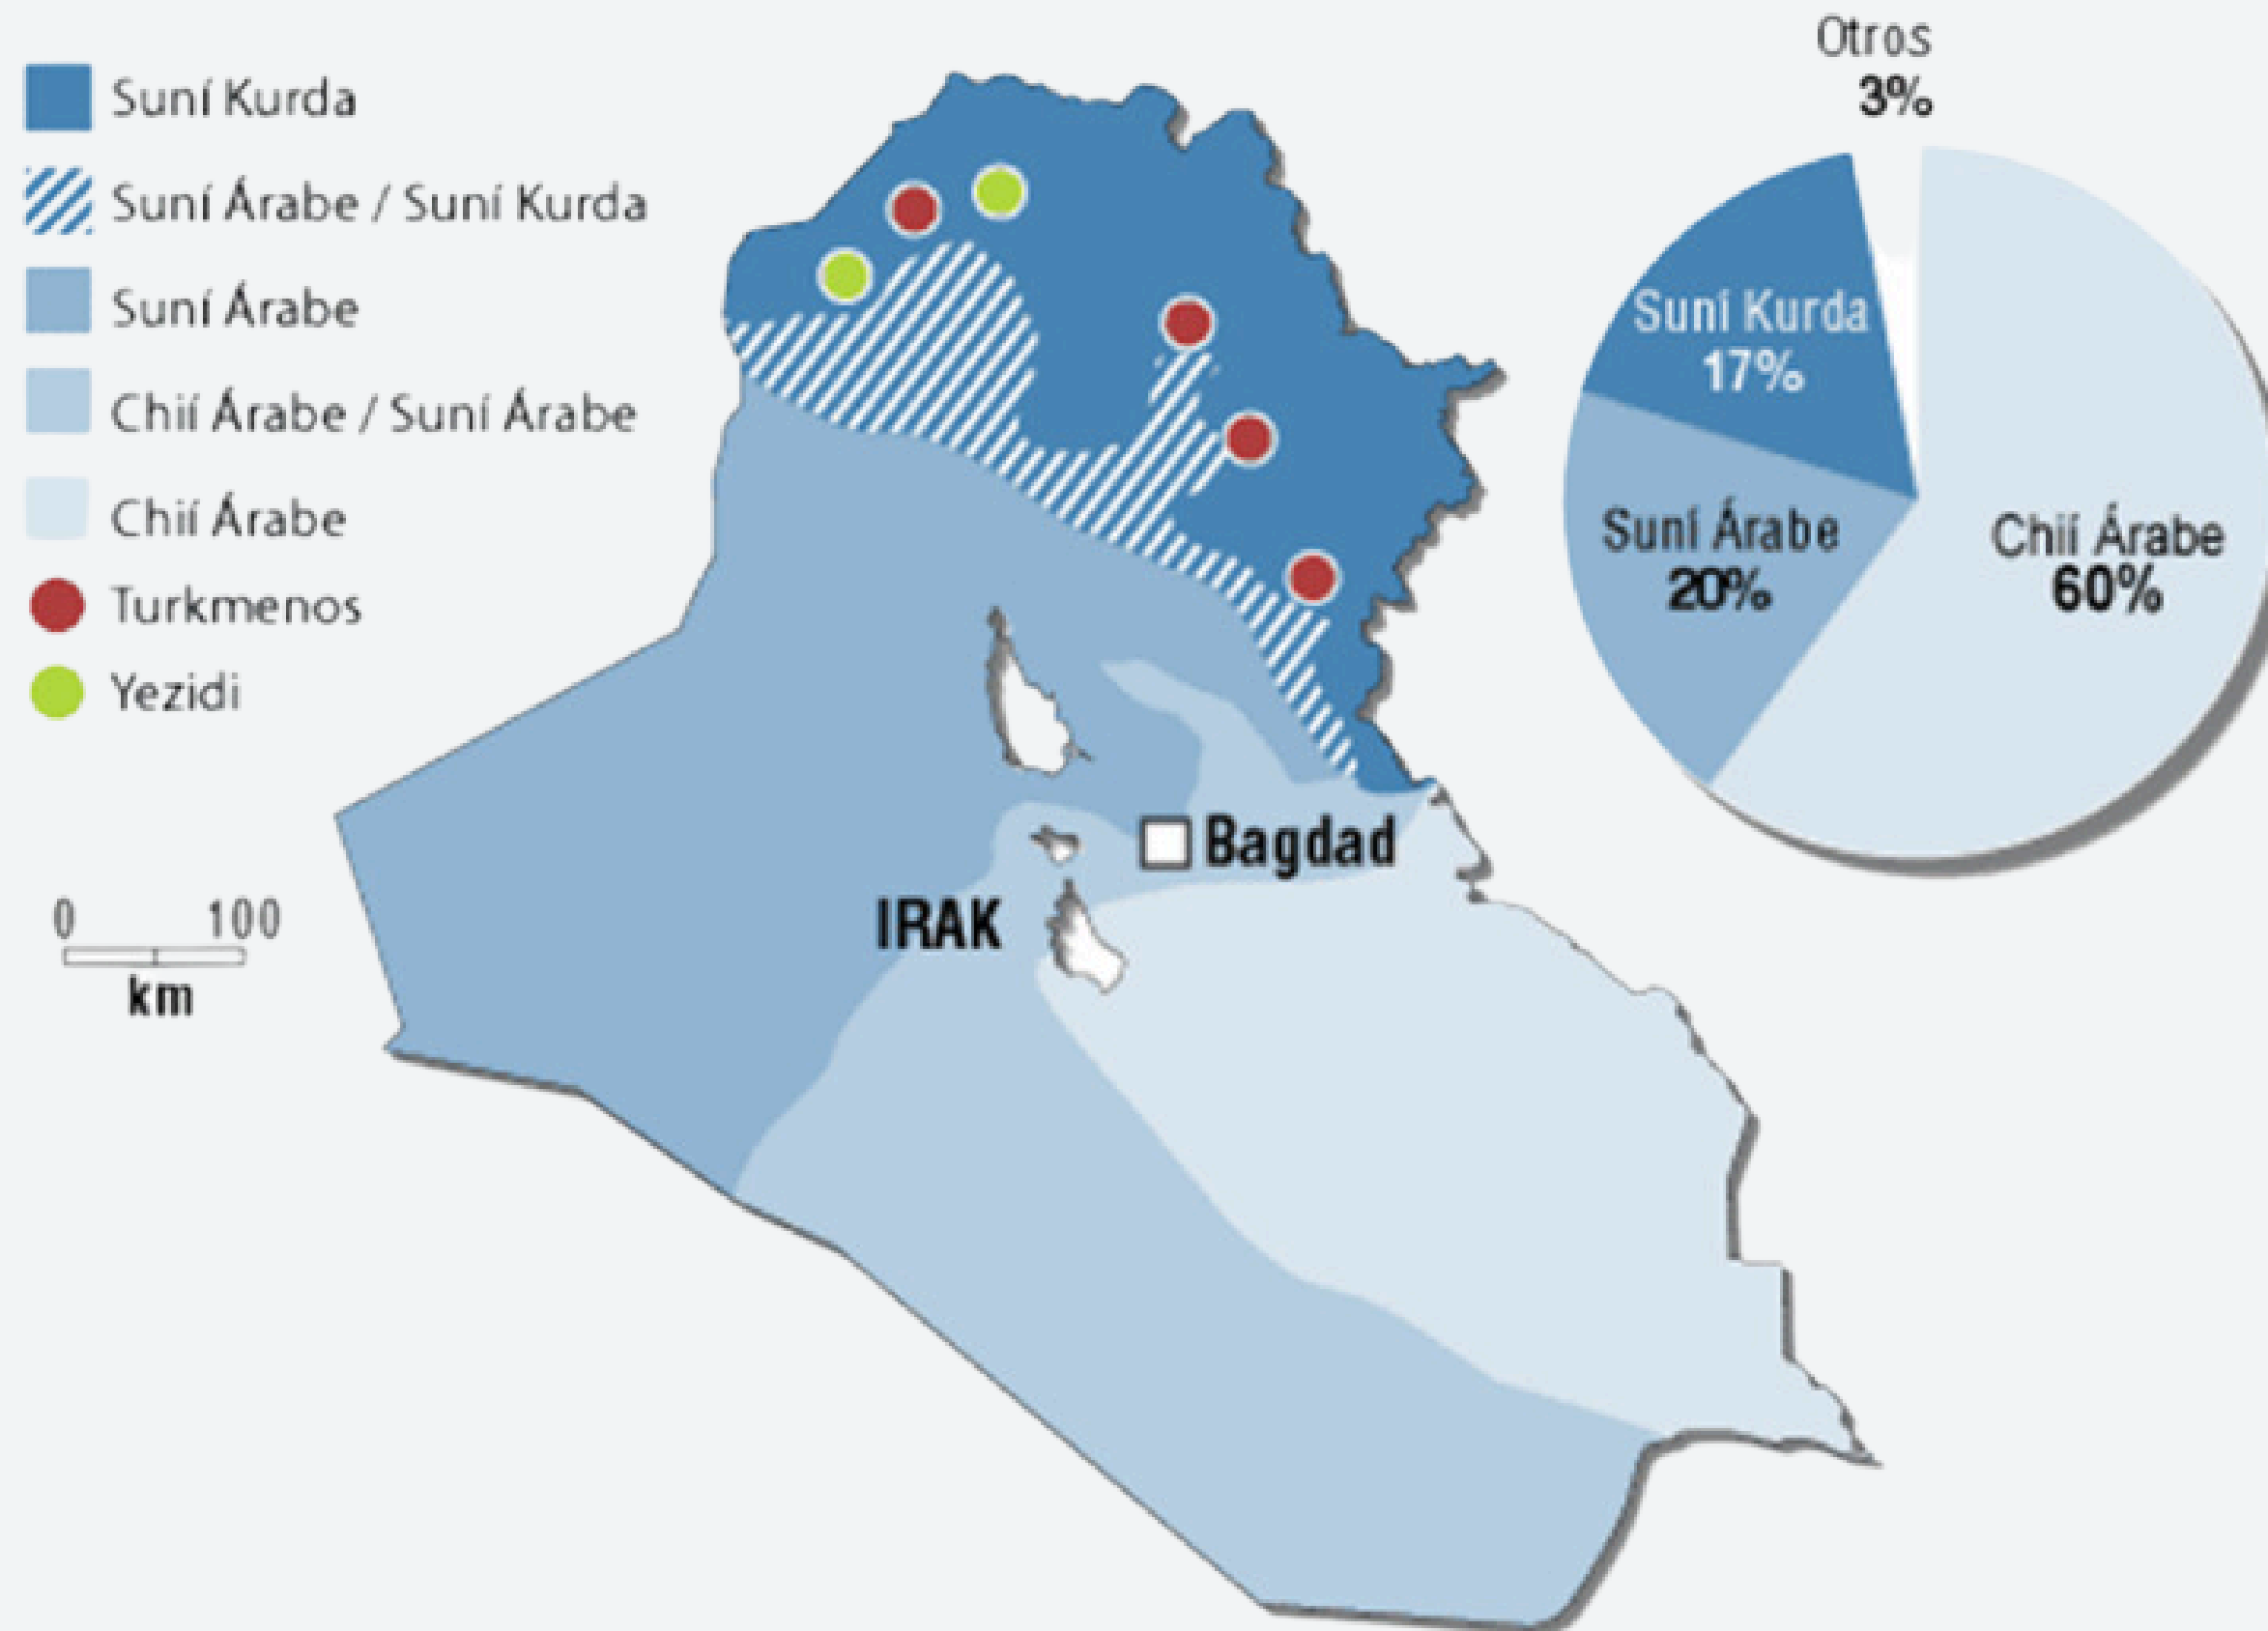 Suní Kurda
Suní Árabe / Suní Kurda
Suní Árabe
Chií Árabe / Suní Árabe
Chií Árabe
Turkmenos
Yezidi
0 100
km
IRAK
Bagdad
Otros
3%
Suní Kurda
17%
Suní Árabe
20%
Chií Árabe
60%